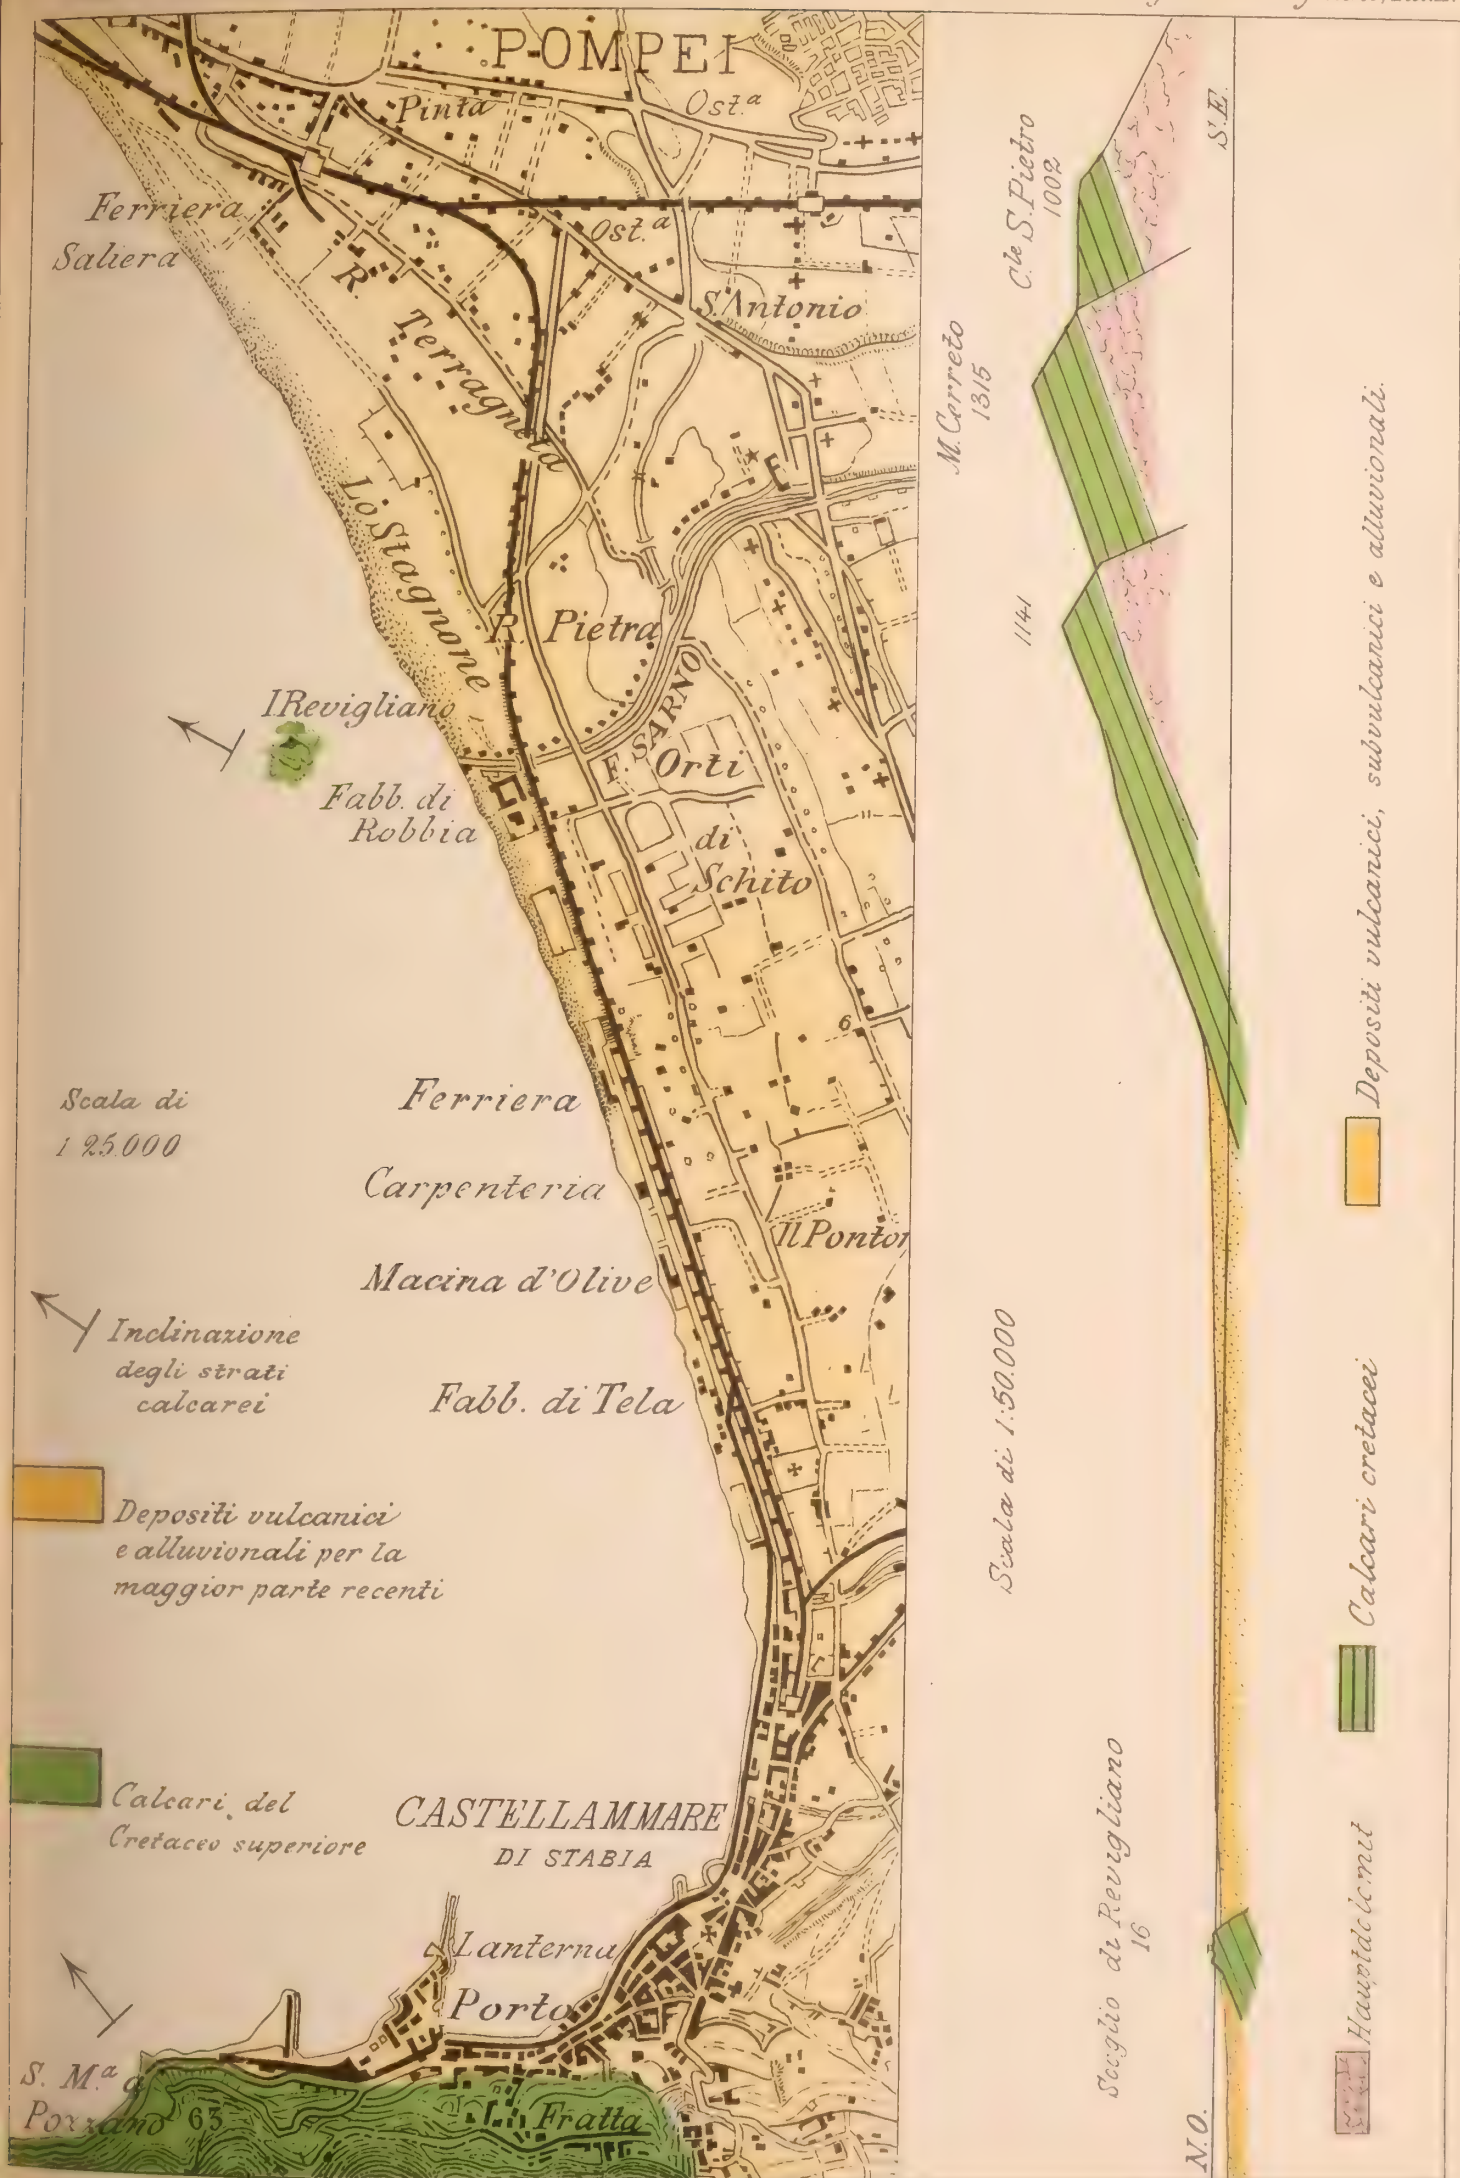 POMPEI
Pinta
Ost.a
Ferriera
Saliera
Ost.a
R.
Terragneta
S. Antonio
Lo Stagnone
R. Pietra
I Revigliano
F. SARNO
Orti
di
Schito
Fabb. di
Robbia
6
Scala di
1 25.000
Ferriera
Carpenteria
Il Ponto
Macina d'Olive
Inclinazione
degli strati
calcarei
Fabb. di Tela
Depositi vulcanici
e alluvionali per la
maggior parte recenti
Calcari del
Cretaceo superiore
CASTELLAMMARE
DI STABIA
Lanterna
Porto
S. M.a a
Pozzano 63
Fratta
N.O.
Scoglio di Revigliano
16
Scala di 1:50.000
1141
M. Cerreto
1315
C.le S. Pietro
1002
S.E.
Hauptdolomit
Calcari cretacei
Depositi vulcanici, subvulcanici e alluvionali.